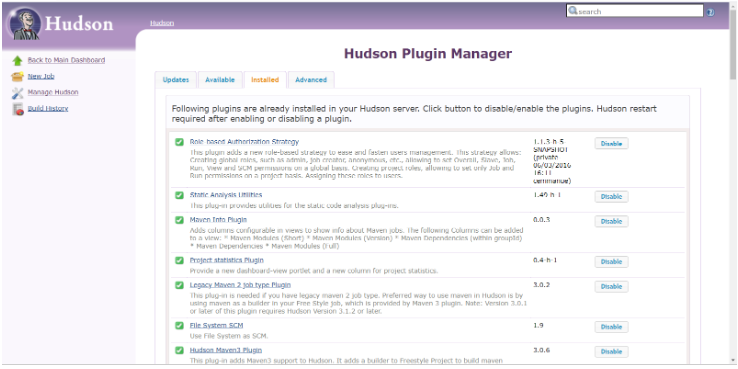 Hudson
Hudson
search
Back to Main Dashboard
New Job
Manage Hudson
Build History
Hudson Plugin Manager
Updates Available Installed Advanced
Following plugins are already installed in your Hudson server. Click button to disable/enable the plugins. Hudson restart
required after enabling or disabling a plugin.
Role-based Authorization Strategy
This plugin adds a new role-based strategy to ease and fasten users management. This strategy allows:
Creating global roles, such as admin, job creator, anonymous, etc., allowing to set Overall, Slave, Job,
Run, View and SCM permissions on a global basis. Creating project roles, allowing to set only Job and
Run permissions on a project basis. Assigning these roles to users.
1.1.3-h-5-
SNAPSHOT
(private
06/03/2016
16:11
cemmanue)
Disable
Static Analysis Utilities
This plug-in provides utilities for the static code analysis plug-ins.
1.49-h-1
Disable
Maven Info Plugin
Adds columns configurable in views to show info about Maven jobs. The following Columns can be added
to a view: * Maven Modules (Short) * Maven Modules (Version) * Maven Dependencies (within groupId)
* Maven Dependencies * Maven Modules (Full)
0.0.3
Disable
Project statistics Plugin
Provide a new dashboard-view portlet and a new column for project statistics.
0.4-h-1
Disable
Legacy Maven 2 job type Plugin
This plug-in is needed if you have legacy maven 2 job type. Preferred way to use maven in Hudson is by
using maven as a builder in your Free Style job, which is provided by Maven 3 plugin. Note: Version 3.0.1
or later of this plugin requires Hudson Version 3.1.2 or later.
3.0.2
Disable
File System SCM
Use File System as SCM.
1.9
Disable
Hudson Maven3 Plugin
This plug-in adds Maven3 support to Hudson. It adds a builder to Freestyle Project to build maven
3.0.6
Disable